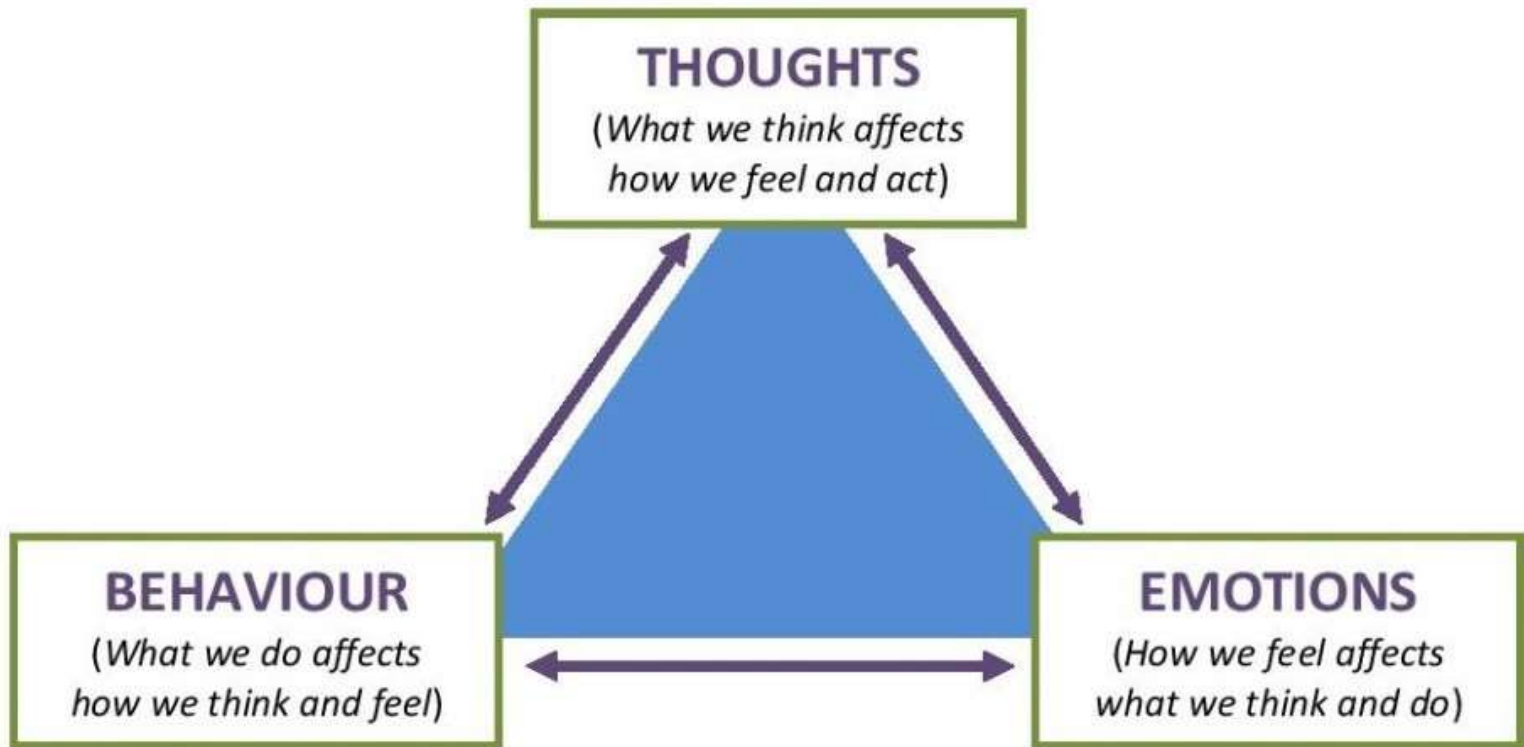 THOUGHTS
(What we think affects
how we feel and act)
BEHAVIOUR
(What we do affects
how we think and feel)
EMOTIONS
(How we feel affects
what we think and do)